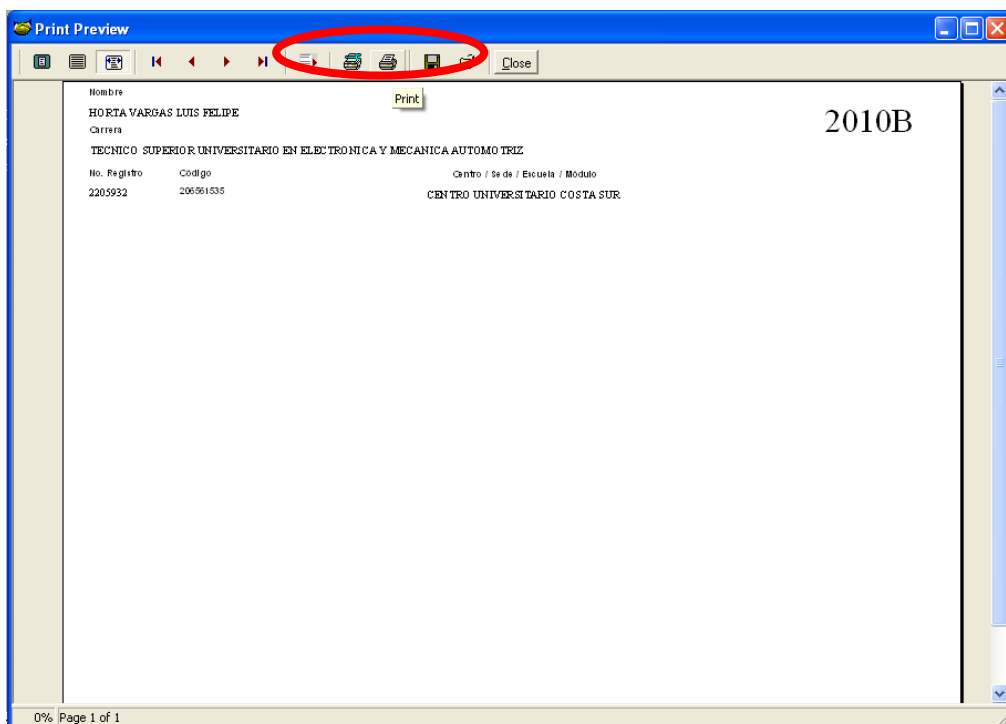 Print Preview
Close
Print
Nombre
HORTA VARGAS LUIS FELIPE
2010B
Carrera
TECNICO SUPERIOR UNIVERSITARIO EN ELECTRONICA Y MECANICA AUTOMOTRIZ
No. Registro Código Centro / Sede / Escuela / Módulo
2205932 206561535 CENTRO UNIVERSITARIO COSTA SUR
0% Page 1 of 1